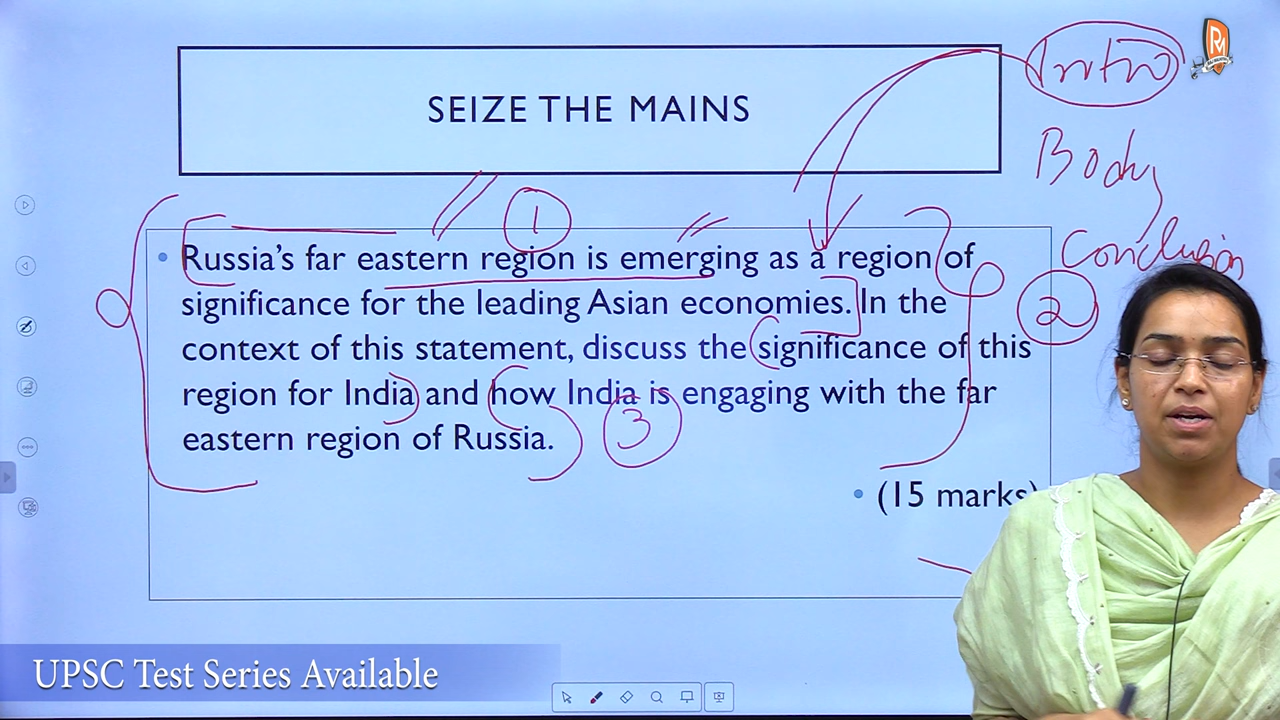 SEIZE THE MAINS
Intro
Body
Conclusion
1
• Russia's far eastern region is emerging as a region of
significance for the leading Asian economies. In the
2
context of this statement, discuss the significance of this
region for India and how India is engaging with the far
eastern region of Russia.
3
• (15 marks)
UPSC Test Series Available